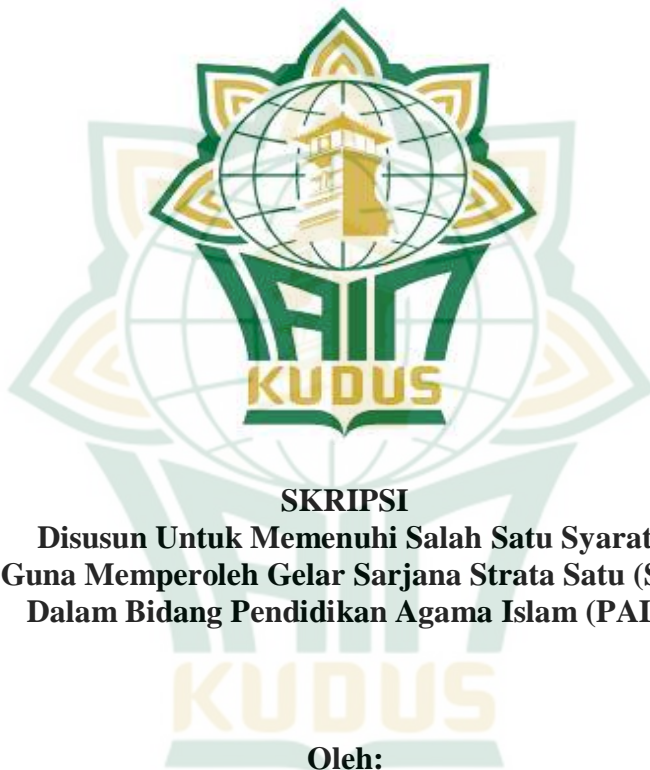 IAIN
KUDUS
SKRIPSI
Disusun Untuk Memenuhi Salah Satu Syarat
Guna Memperoleh Gelar Sarjana Strata Satu (S
Dalam Bidang Pendidikan Agama Islam (PAI
KUDUS
Oleh: